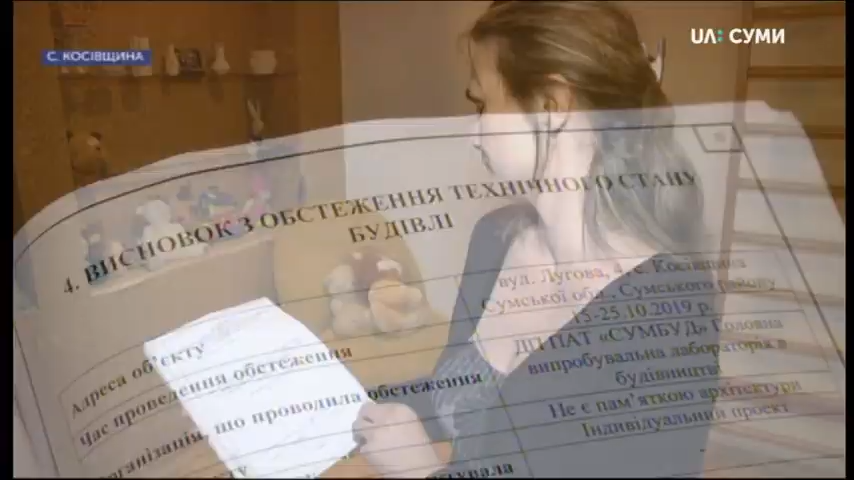 С. КОСІВЩИНА
UA: СУМИ
4. ВИСНОВОК З ОБСТЕЖЕННЯ ТЕХНІЧНОГО СТАНУ
БУДІВЛІ
Адреса об'єкту
вул. Лугова, 4, с. Косівщина
Сумської обл., Сумського району
Час проведення обстеження
15-25.10.2019 р.
організація, що проводила обстеження
ДП ПАТ «СУМБУД» Головна
випробувальна лабораторія в
будівництві
Не є пам'яткою архітектури
Індивідуальний проект